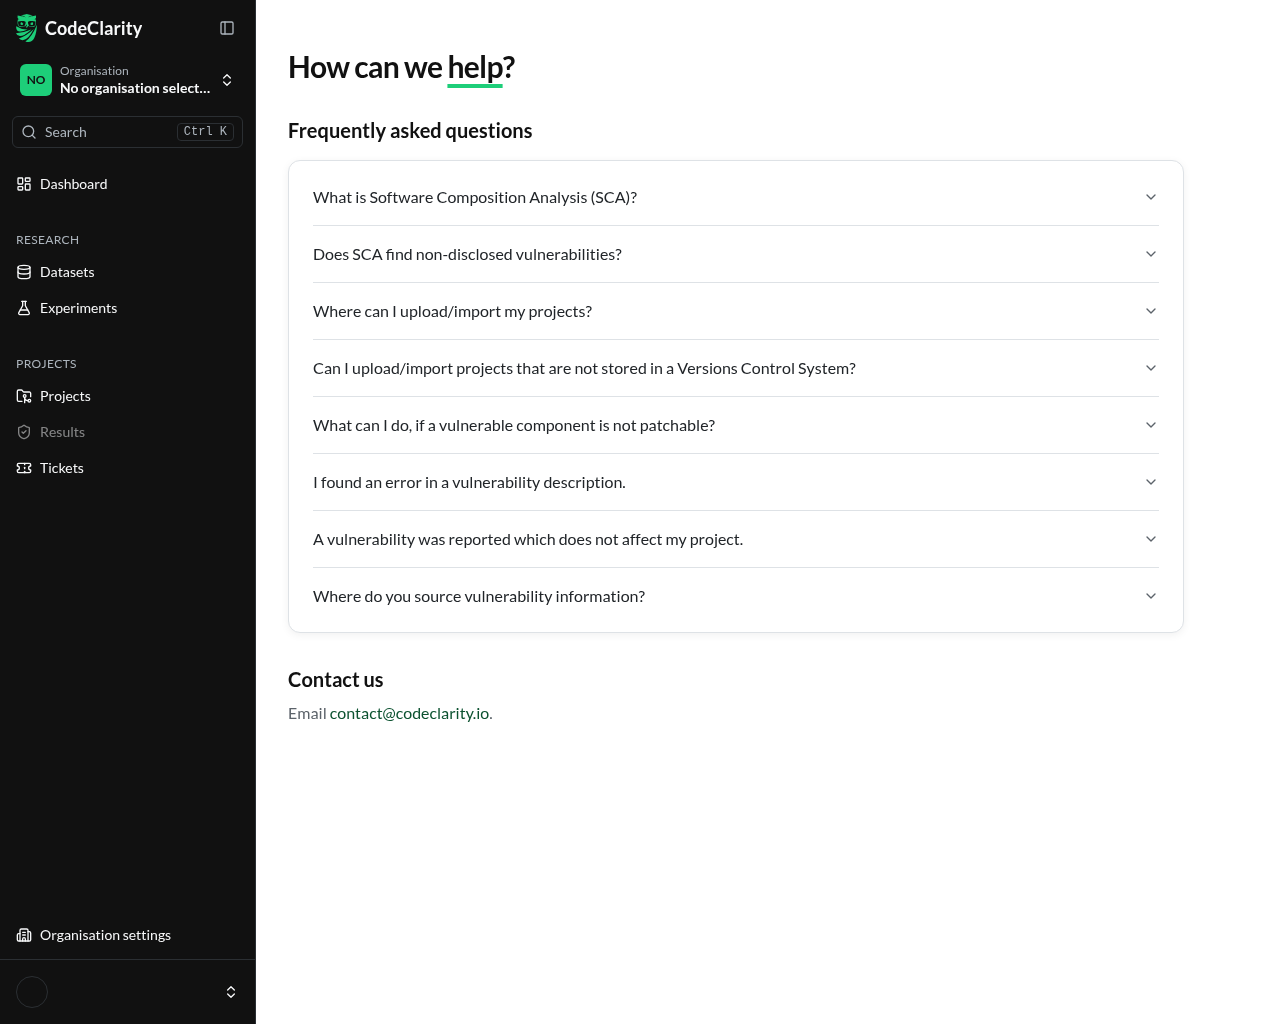 CodeClarity
NO
Organisation
No organisation select...
Search
Ctrl K
Dashboard
RESEARCH
Datasets
Experiments
PROJECTS
Projects
Results
Tickets
Organisation settings
How can we help?
Frequently asked questions
What is Software Composition Analysis (SCA)?
Does SCA find non-disclosed vulnerabilities?
Where can I upload/import my projects?
Can I upload/import projects that are not stored in a Versions Control System?
What can I do, if a vulnerable component is not patchable?
I found an error in a vulnerability description.
A vulnerability was reported which does not affect my project.
Where do you source vulnerability information?
Contact us
Email contact@codeclarity.io.